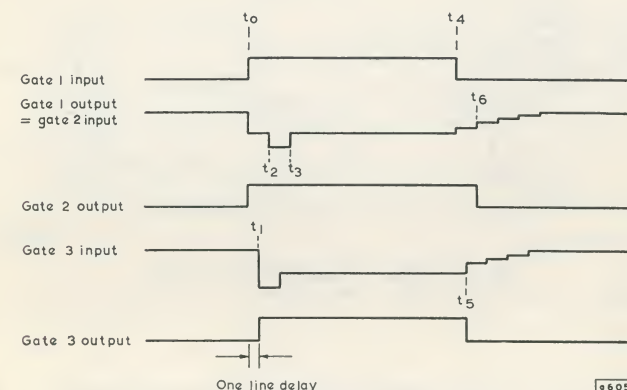 t0 t4
Gate 1 input
Gate 1 output
= gate 2 input
t6
t2 t3
Gate 2 output
t1
Gate 3 input
t5
Gate 3 output
One line delay